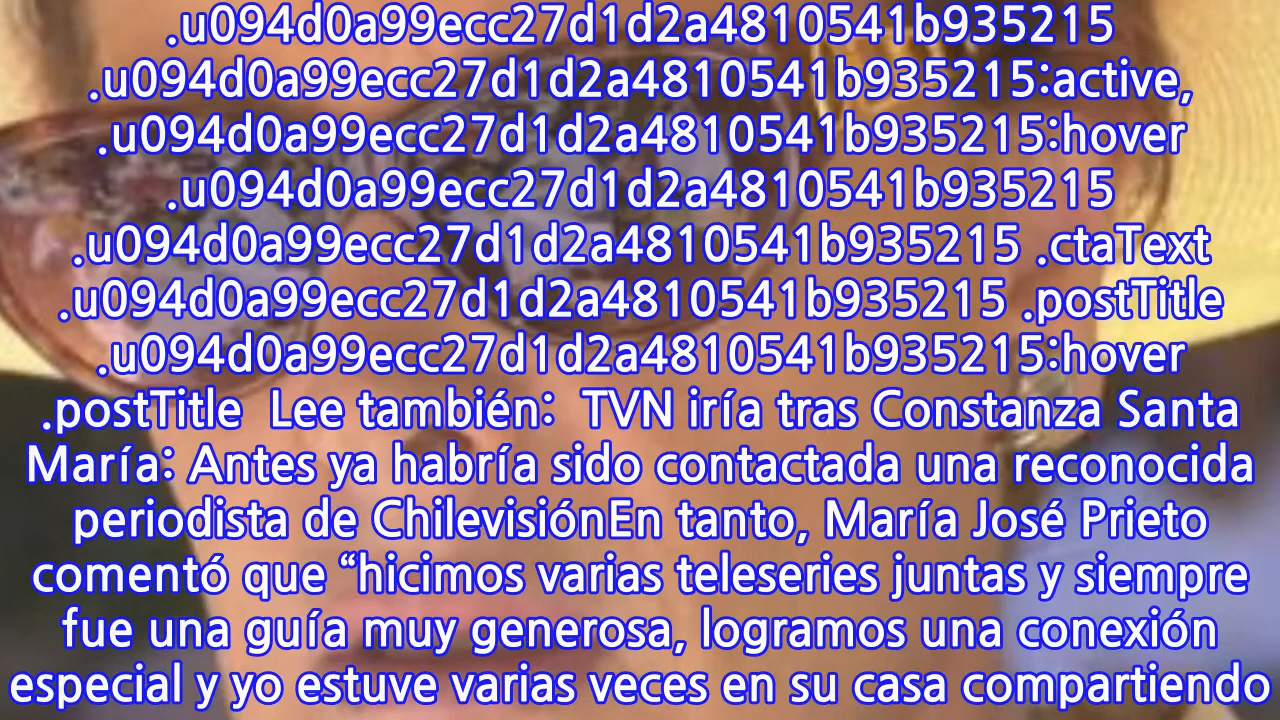 .u094d0a99ecc27d1d2a4810541b935215
.u094d0a99ecc27d1d2a4810541b935215:active,
.u094d0a99ecc27d1d2a4810541b935215:hover
.u094d0a99ecc27d1d2a4810541b935215
.u094d0a99ecc27d1d2a4810541b935215 .ctaText
.u094d0a99ecc27d1d2a4810541b935215 .postTitle
.u094d0a99ecc27d1d2a4810541b935215:hover
.postTitle  Lee también:  TVN iría tras Constanza Santa
María: Antes ya habría sido contactada una reconocida
periodista de ChilevisiónEn tanto, María José Prieto
comentó que “hicimos varias teleseries juntas y siempre
fue una guía muy generosa, logramos una conexión
especial y yo estuve varias veces en su casa compartiendo